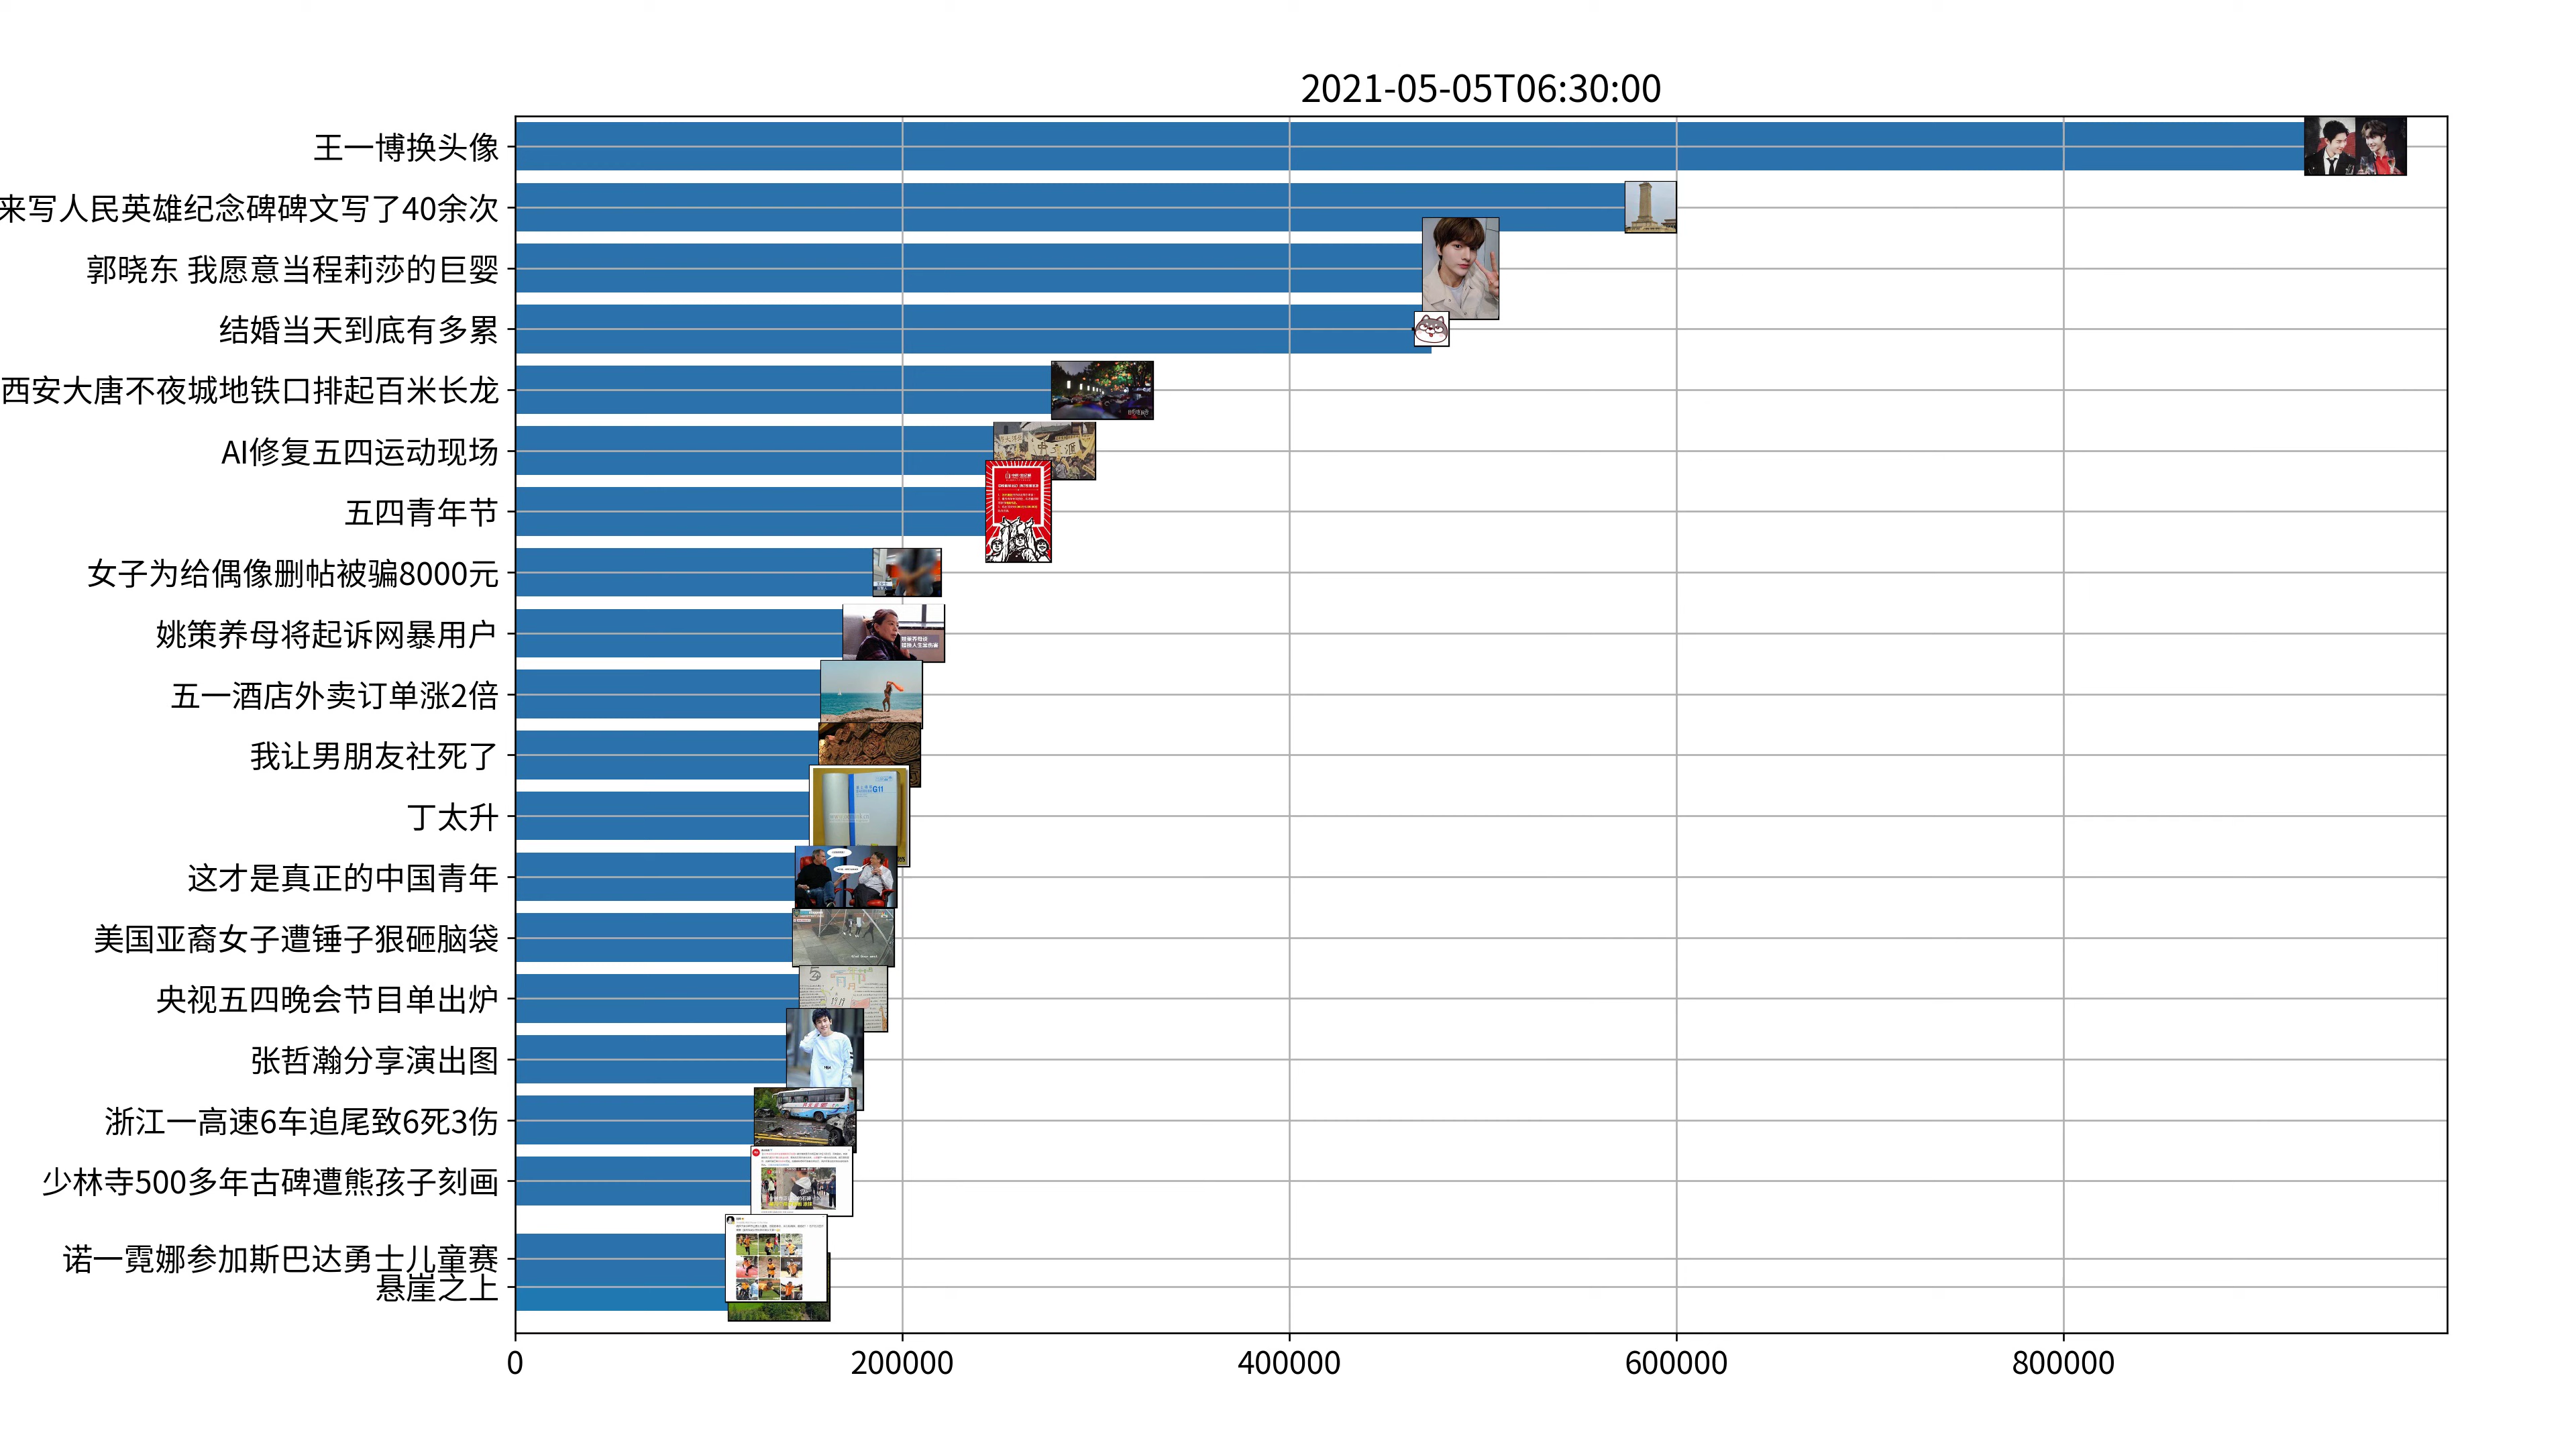 2021-05-05T06:30:00
王一博换头像
来写人民英雄纪念碑碑文写了40余次
郭晓东 我愿意当程莉莎的巨婴
结婚当天到底有多累
西安大唐不夜城地铁口排起百米长龙
AI修复五四运动现场
五四青年节
女子为给偶像删帖被骗8000元
姚策养母将起诉网暴用户
五一酒店外卖订单涨2倍
我让男朋友社死了
丁太升
这才是真正的中国青年
美国亚裔女子遭锤子狠砸脑袋
央视五四晚会节目单出炉
张哲瀚分享演出图
浙江一高速6车追尾致6死3伤
少林寺500多年古碑遭熊孩子刻画
诺一霓娜参加斯巴达勇士儿童赛
悬崖之上
0 200000 400000 600000 800000